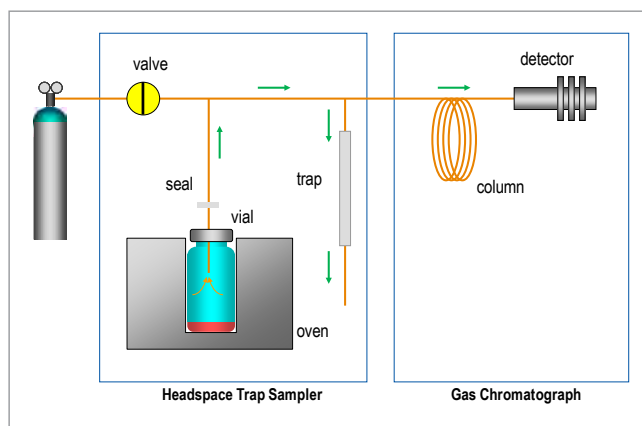 valve
detector
seal
trap
vial
column
oven
Headspace Trap Sampler
Gas Chromatograph